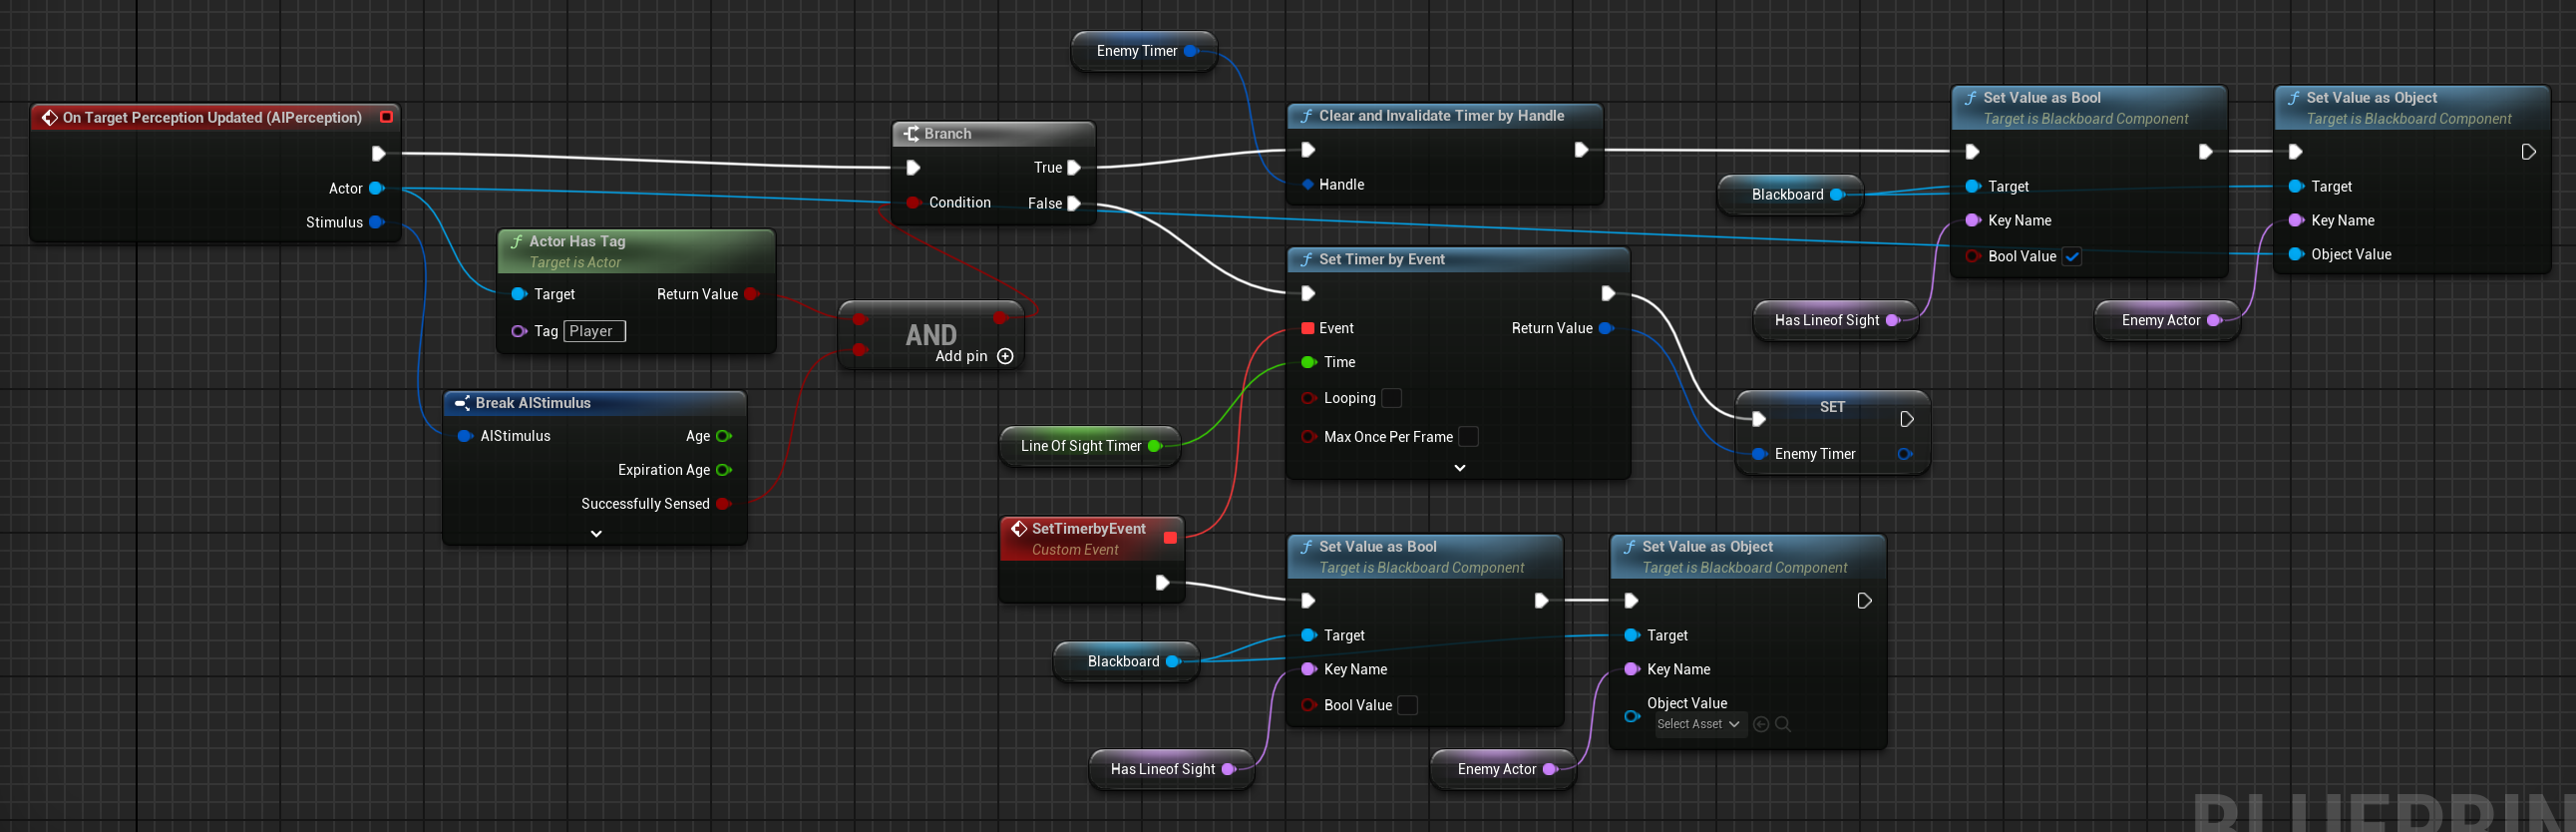 Enemy Timer
On Target Perception Updated (AIPerception)
Actor
Stimulus
Actor Has Tag
Target is Actor
Target
Return Value
Tag
Player
Break AIStimulus
AIStimulus
Age
Expiration Age
Successfully Sensed
Branch
True
Condition
False
AND
Add pin
Clear and Invalidate Timer by Handle
Handle
Set Timer by Event
Event
Return Value
Time
Looping
Max Once Per Frame
Line Of Sight Timer
SetTimerbyEvent
Custom Event
Set Value as Bool
Target is Blackboard Component
Target
Key Name
Bool Value
Set Value as Object
Target is Blackboard Component
Target
Key Name
Object Value
Blackboard
Has Lineof Sight
Enemy Actor
SET
Enemy Timer
Set Value as Bool
Target is Blackboard Component
Target
Key Name
Bool Value
Set Value as Object
Target is Blackboard Component
Target
Key Name
Object Value
Select Asset
Blackboard
Has Lineof Sight
Enemy Actor
BLUEPRIN